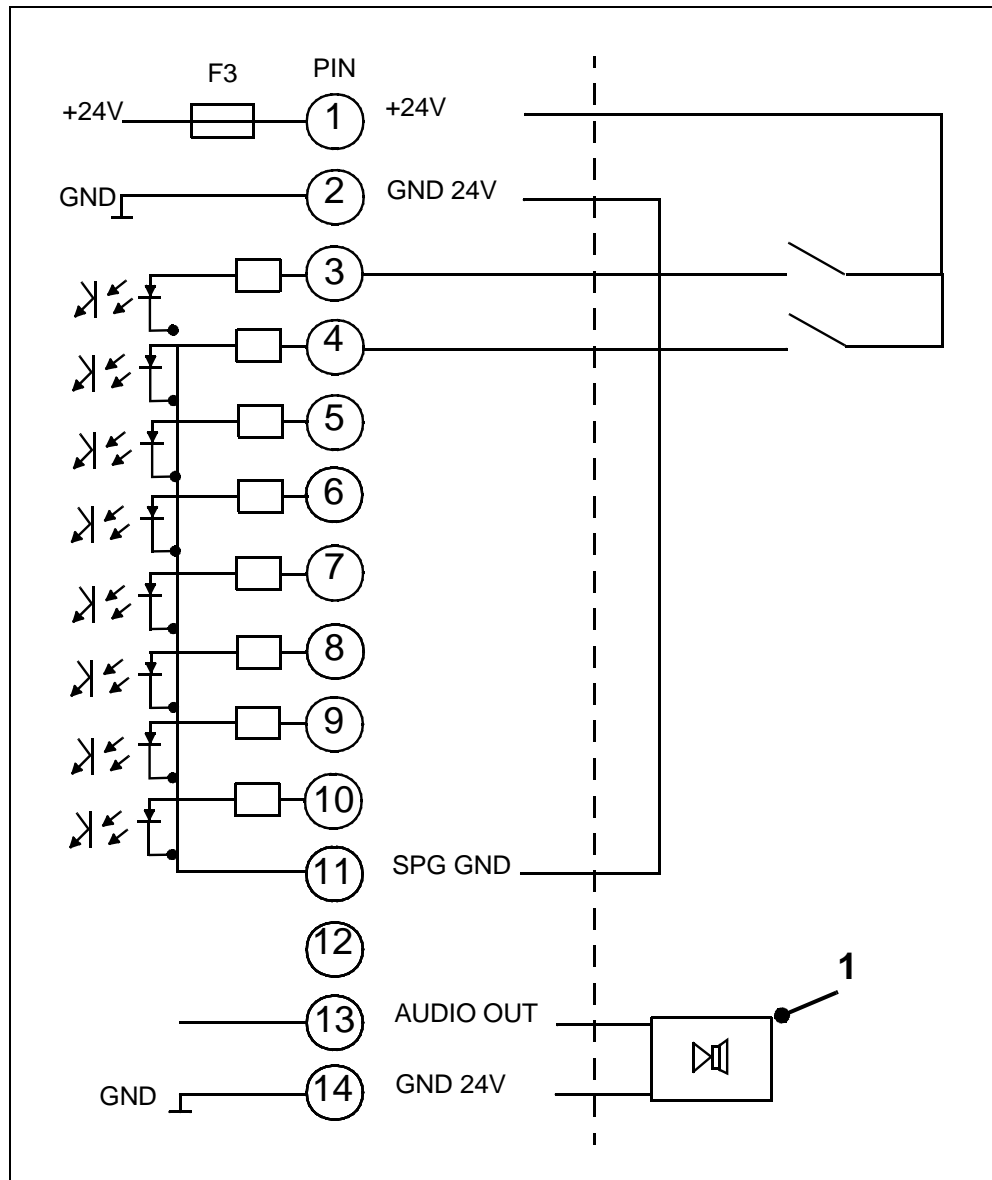 F3 PIN
+24V 1 +24V
GND 2 GND 24V
3
4
5
6
7
8
9
10
11 SPG GND
12
1
13 AUDIO OUT
GND 14 GND 24V